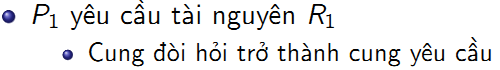 P₁ yêu cầu tài nguyên R₁
Cung đòi hỏi trở thành cung yêu cầu